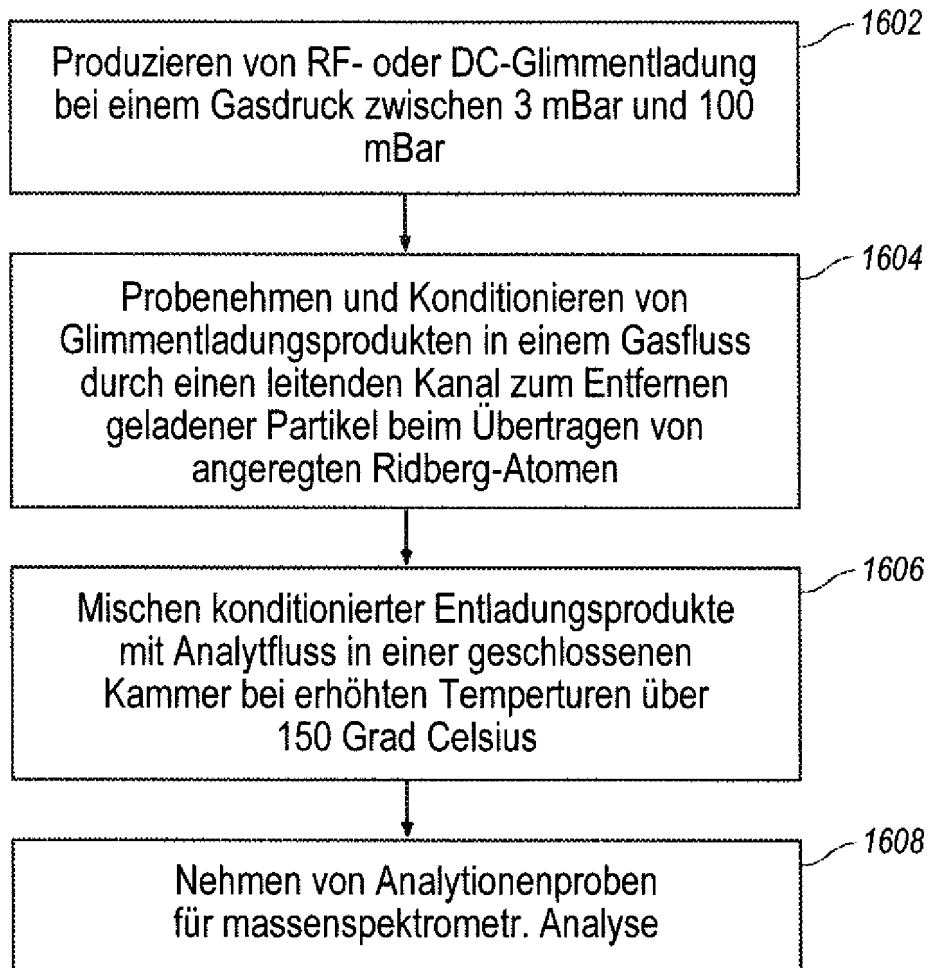 1602
Produzieren von RF- oder DC-Glimmentladung
bei einem Gasdruck zwischen 3 mBar und 100
mBar
1604
Probenehmen und Konditionieren von
Glimmentladungsprodukten in einem Gasfluss
durch einen leitenden Kanal zum Entfernen
geladener Partikel beim Übertragen von
angeregten Ridberg-Atomen
1606
Mischen konditionierter Entladungsprodukte
mit Analytfluss in einer geschlossenen
Kammer bei erhöhten Temperturen über
150 Grad Celsius
1608
Nehmen von Analytionenproben
für massenspektrometr. Analyse